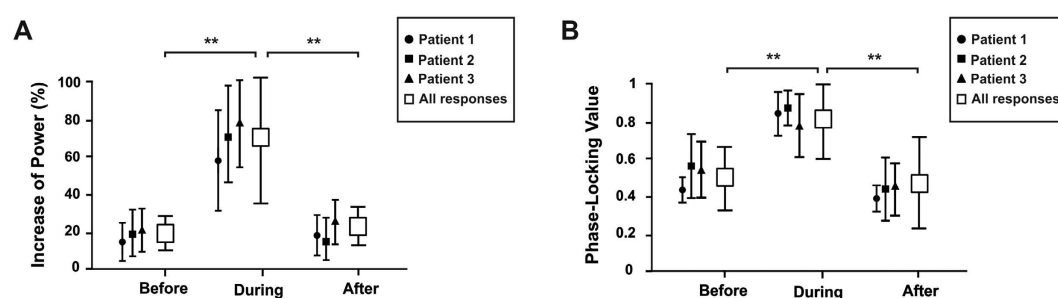 A
**
**
Patient 1
Patient 2
Patient 3
All responses
Increase of Power (%)
100
80
60
40
20
0
Before
During
After
B
**
**
Patient 1
Patient 2
Patient 3
All responses
Phase-Locking Value
1
0.8
0.6
0.4
0.2
0
Before
During
After